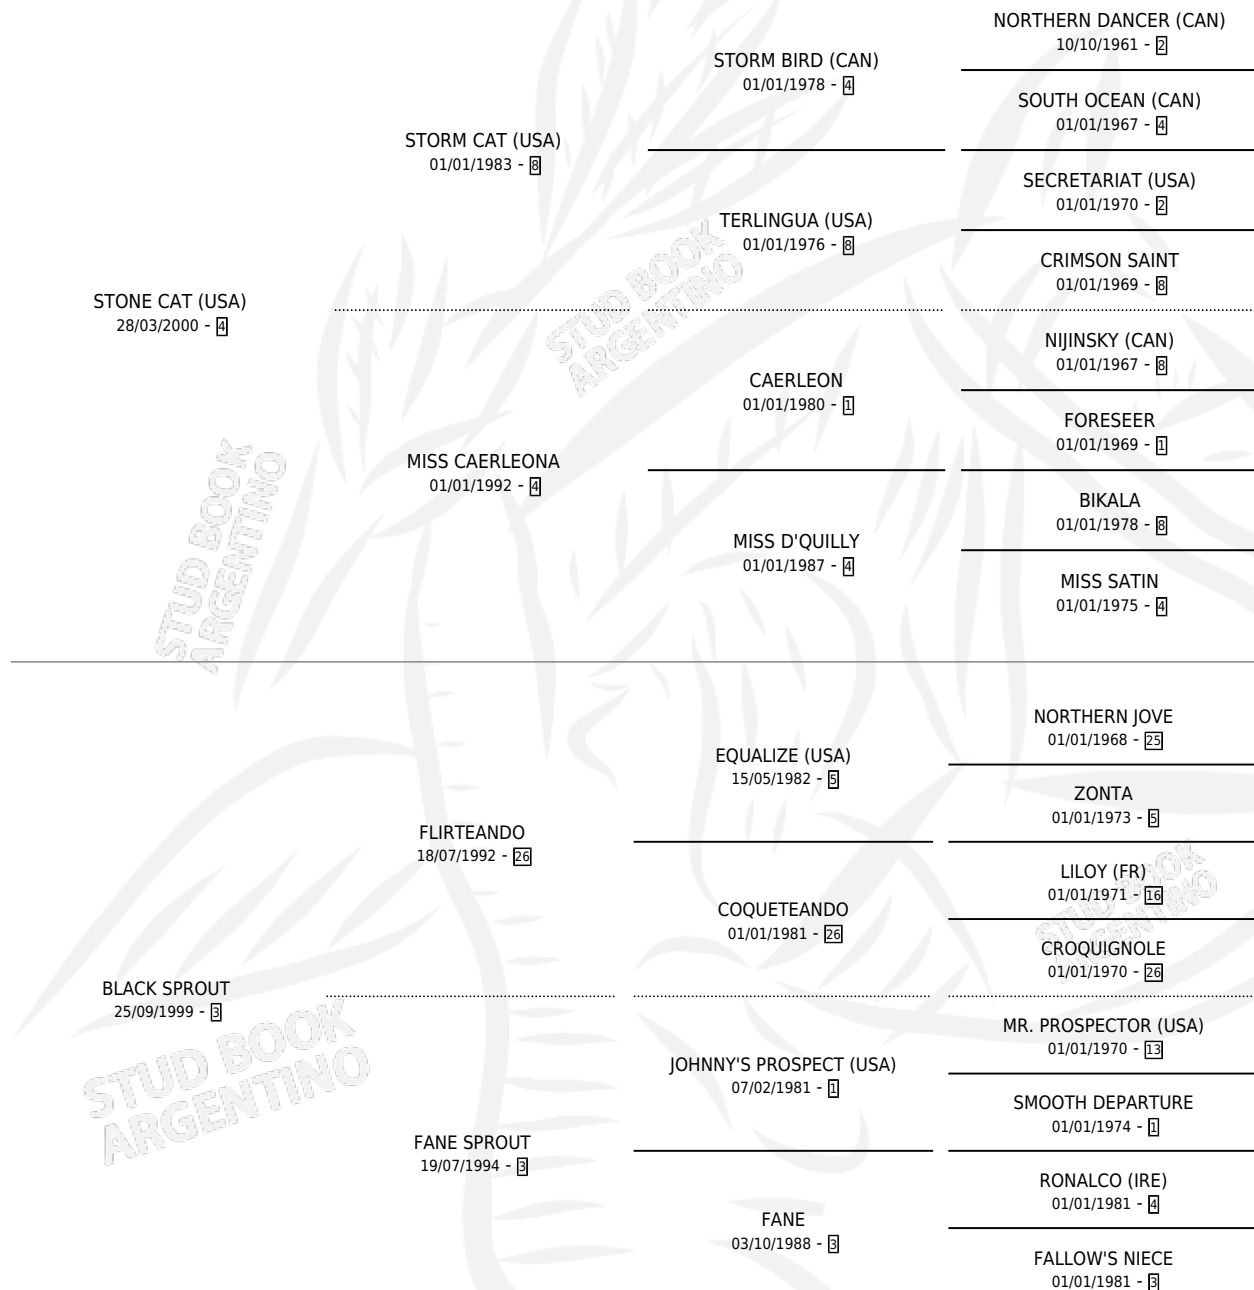 NORTHERN DANCER (CAN)
10/10/1961 - 2
STORM BIRD (CAN)
01/01/1978 - 4
SOUTH OCEAN (CAN)
01/01/1967 - 4
STORM CAT (USA)
01/01/1983 - 8
SECRETARIAT (USA)
01/01/1970 - 2
TERLINGUA (USA)
01/01/1976 - 8
CRIMSON SAINT
01/01/1969 - 8
STONE CAT (USA)
28/03/2000 - 4
STUD BOOK
ARGENTINO
NIJINSKY (CAN)
01/01/1967 - 8
CAERLEON
01/01/1980 - 1
FORESEER
01/01/1969 - 1
MISS CAERLEONA
01/01/1992 - 4
BIKALA
01/01/1978 - 8
MISS D'QUILLY
01/01/1987 - 4
MISS SATIN
01/01/1975 - 4
STUD BOOK
ARGENTINO
NORTHERN JOVE
01/01/1968 - 25
EQUALIZE (USA)
15/05/1982 - 5
ZONTA
01/01/1973 - 5
FLIRTEANDO
18/07/1992 - 26
LILOY (FR)
01/01/1971 - 16
COQUETEANDO
01/01/1981 - 26
STUD BOOK
ARGENTINO
CROQUIGNOLE
01/01/1970 - 26
BLACK SPROUT
25/09/1999 - 3
MR. PROSPECTOR (USA)
01/01/1970 - 13
JOHNNY'S PROSPECT (USA)
07/02/1981 - 1
SMOOTH DEPARTURE
01/01/1974 - 1
STUD BOOK
ARGENTINO
FANE SPROUT
19/07/1994 - 3
RONALCO (IRE)
01/01/1981 - 4
FANE
03/10/1988 - 3
FALLOW'S NIECE
01/01/1981 - 3